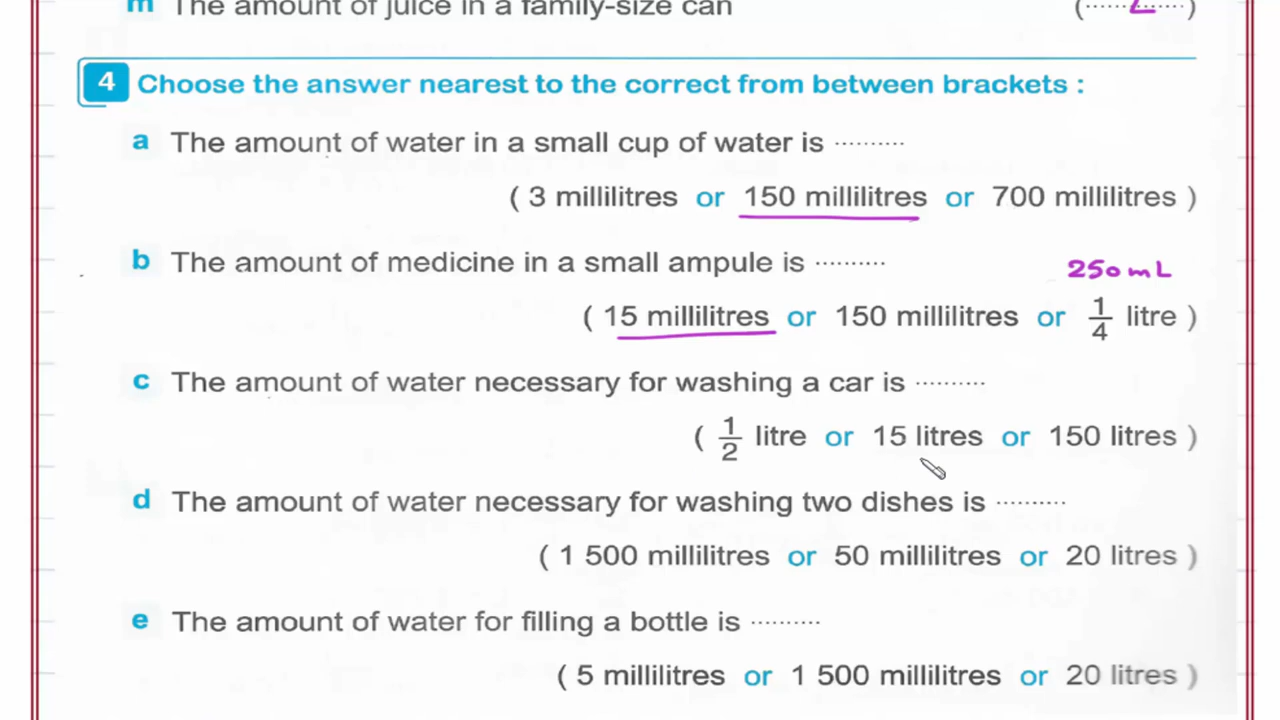 m The amount of juice in a family-size can (......L......)
4 Choose the answer nearest to the correct from between brackets :
a The amount of water in a small cup of water is ..........
( 3 millilitres or 150 millilitres or 700 millilitres )
b The amount of medicine in a small ampule is ..........
250 mL
( 15 millilitres or 150 millilitres or 1/4 litre )
c The amount of water necessary for washing a car is ..........
( 1/2 litre or 15 litres or 150 litres )
d The amount of water necessary for washing two dishes is ..........
( 1 500 millilitres or 50 millilitres or 20 litres )
e The amount of water for filling a bottle is ..........
( 5 millilitres or 1 500 millilitres or 20 litres )